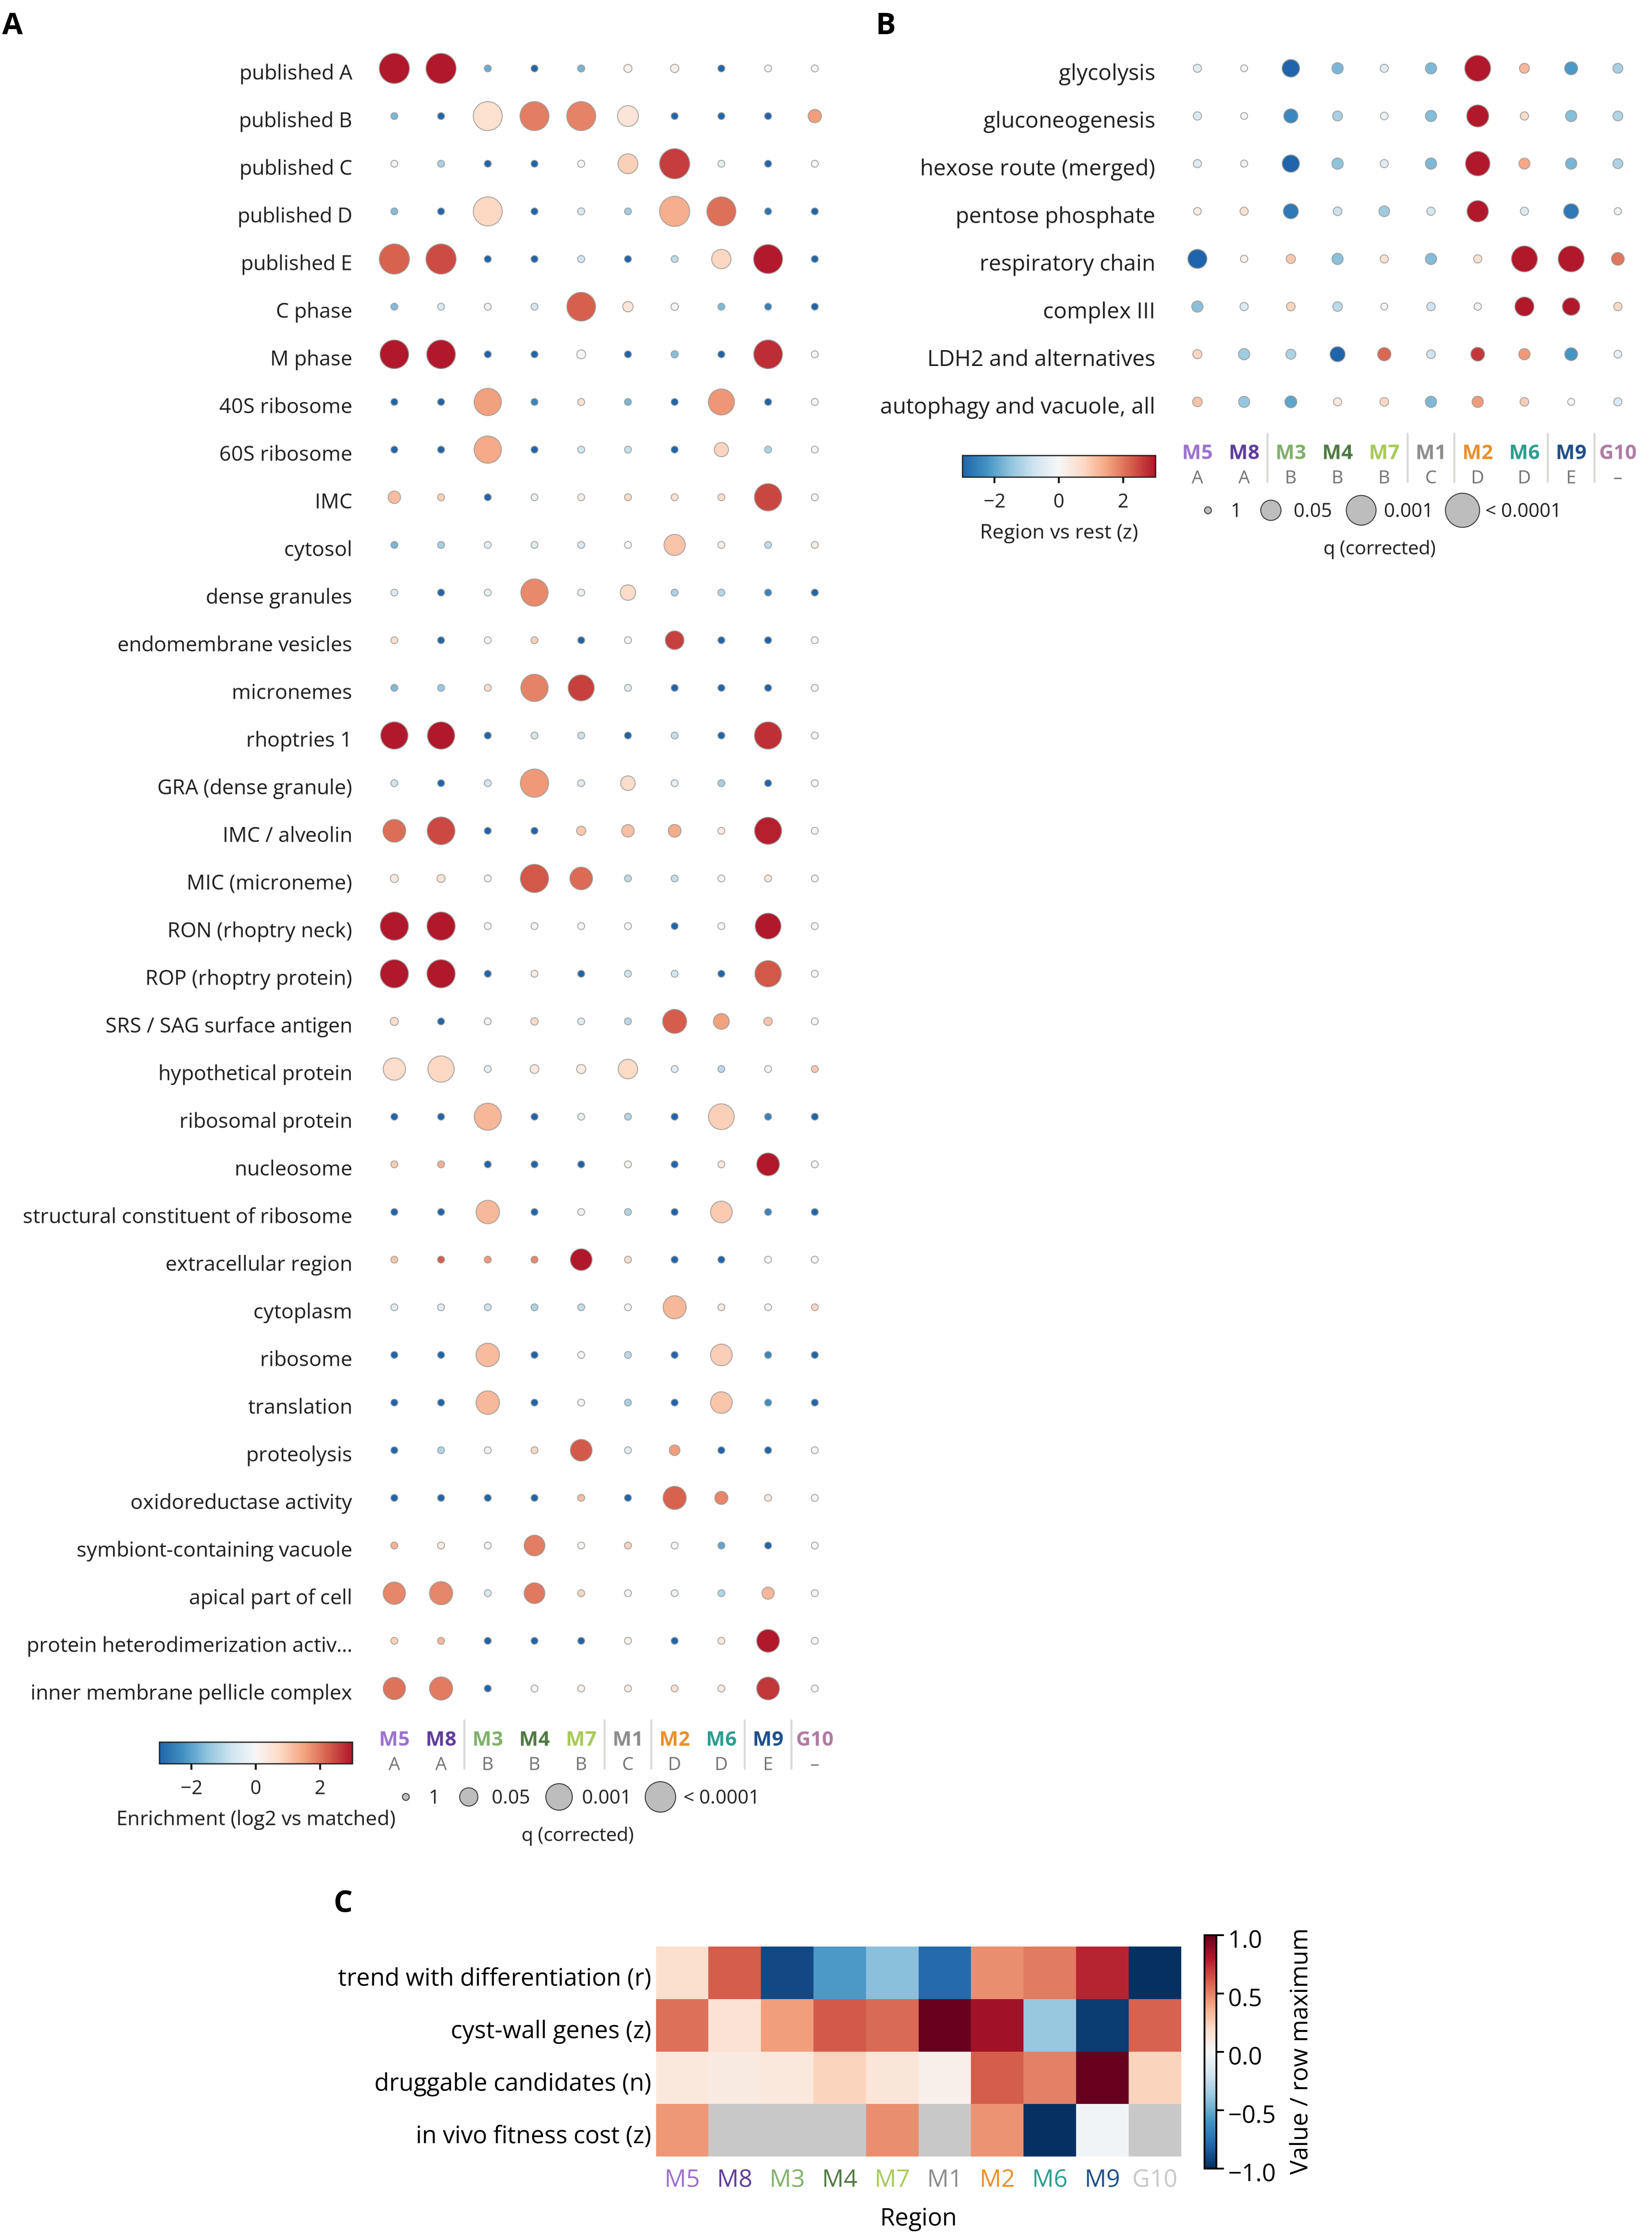 A
published A
published B
published C
published D
published E
C phase
M phase
40S ribosome
60S ribosome
IMC
cytosol
dense granules
endomembrane vesicles
micronemes
rhoptries 1
GRA (dense granule)
IMC / alveolin
MIC (microneme)
RON (rhoptry neck)
ROP (rhoptry protein)
SRS / SAG surface antigen
hypothetical protein
ribosomal protein
nucleosome
structural constituent of ribosome
extracellular region
cytoplasm
ribosome
translation
proteolysis
oxidoreductase activity
symbiont-containing vacuole
apical part of cell
protein heterodimerization activ...
inner membrane pellicle complex
M5 M8 M3 M4 M7 M1 M2 M6 M9 G10
A A B B B C D D E –
−2 0 2
Enrichment (log2 vs matched)
1 0.05 0.001 < 0.0001
q (corrected)
B
glycolysis
gluconeogenesis
hexose route (merged)
pentose phosphate
respiratory chain
complex III
LDH2 and alternatives
autophagy and vacuole, all
M5 M8 M3 M4 M7 M1 M2 M6 M9 G10
A A B B B C D D E –
−2 0 2
Region vs rest (z)
1 0.05 0.001 < 0.0001
q (corrected)
C
trend with differentiation (r)
cyst-wall genes (z)
druggable candidates (n)
in vivo fitness cost (z)
M5 M8 M3 M4 M7 M1 M2 M6 M9 G10
Region
1.0
0.5
0.0
−0.5
−1.0
Value / row maximum